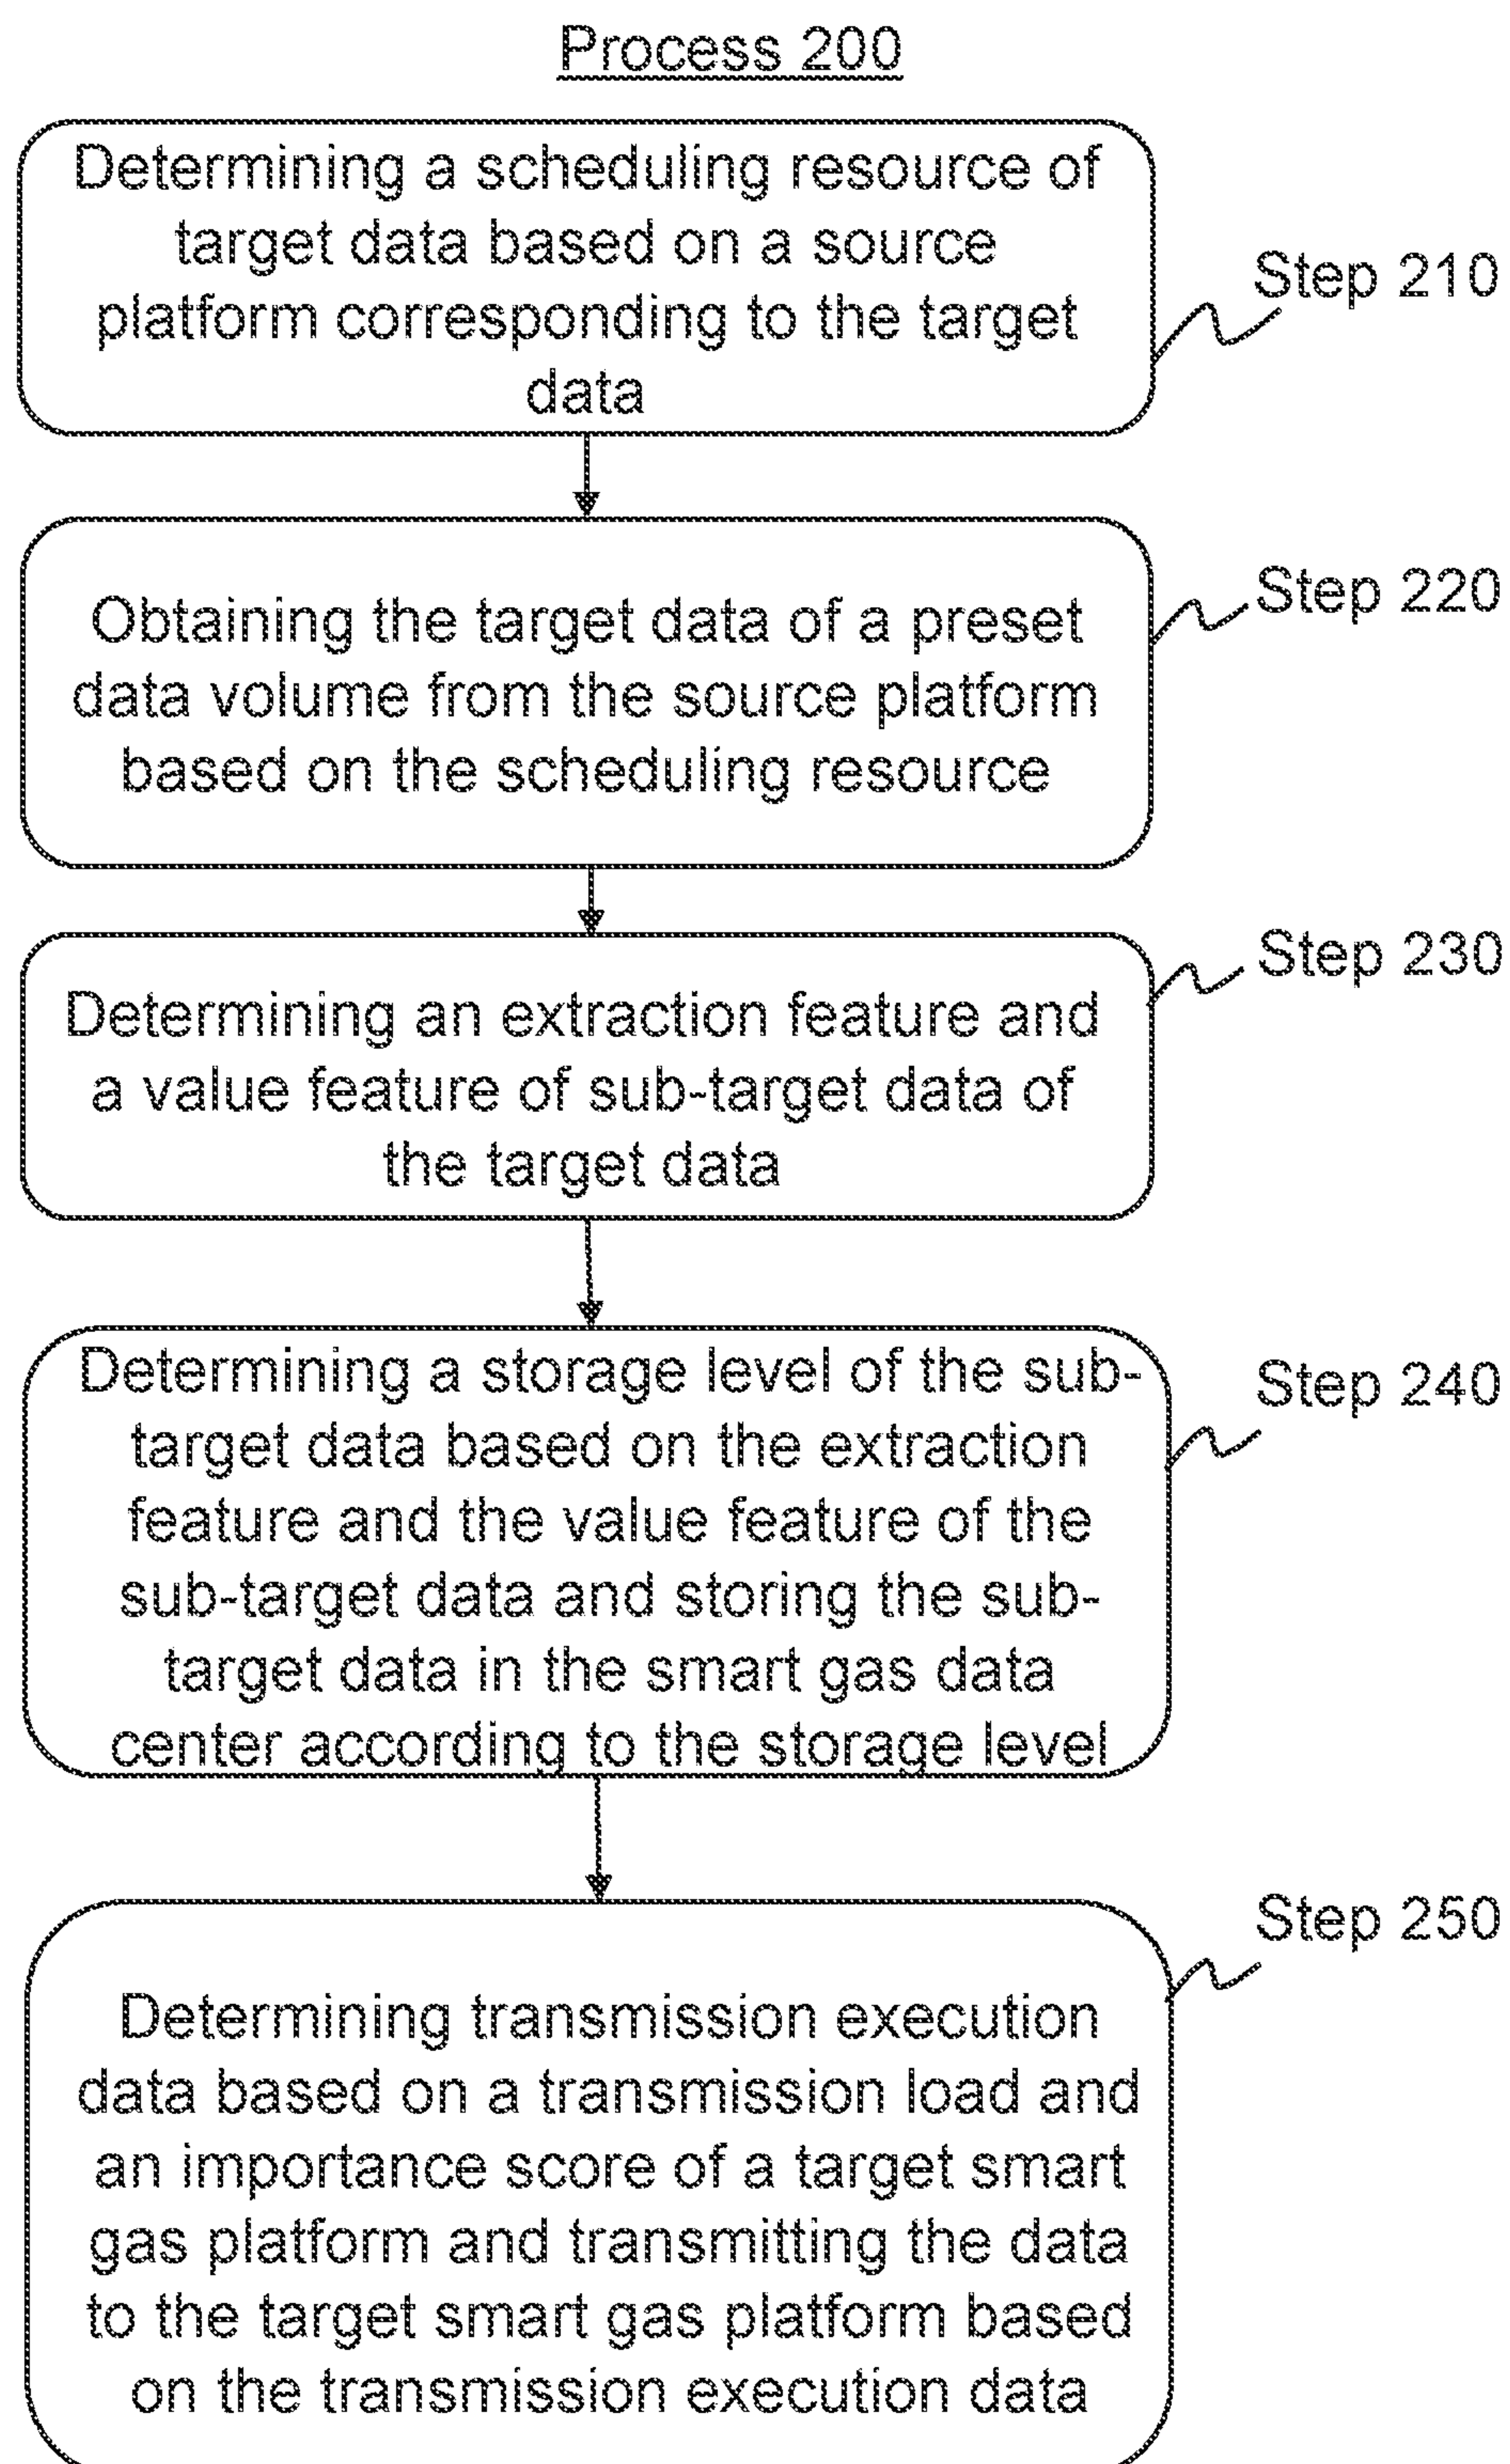 Process 200
Determining a scheduling resource of
target data based on a source
platform corresponding to the target
data
Step 210
Obtaining the target data of a preset
data volume from the source platform
based on the scheduling resource
Step 220
Determining an extraction feature and
a value feature of sub-target data of
the target data
Step 230
Determining a storage level of the sub-
target data based on the extraction
feature and the value feature of the
sub-target data and storing the sub-
target data in the smart gas data
center according to the storage level
Step 240
Determining transmission execution
data based on a transmission load and
an importance score of a target smart
gas platform and transmitting the data
to the target smart gas platform based
on the transmission execution data
Step 250